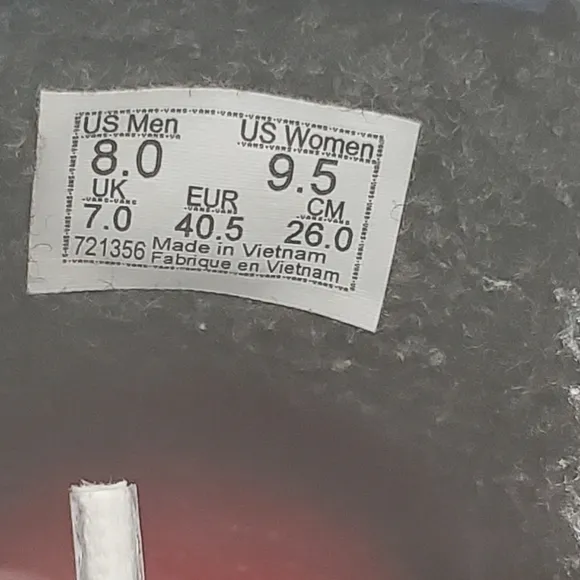 US Men US Women
8.0 9.5
UK EUR CM
7.0 40.5 26.0
721356 Made in Vietnam
Fabrique en Vietnam